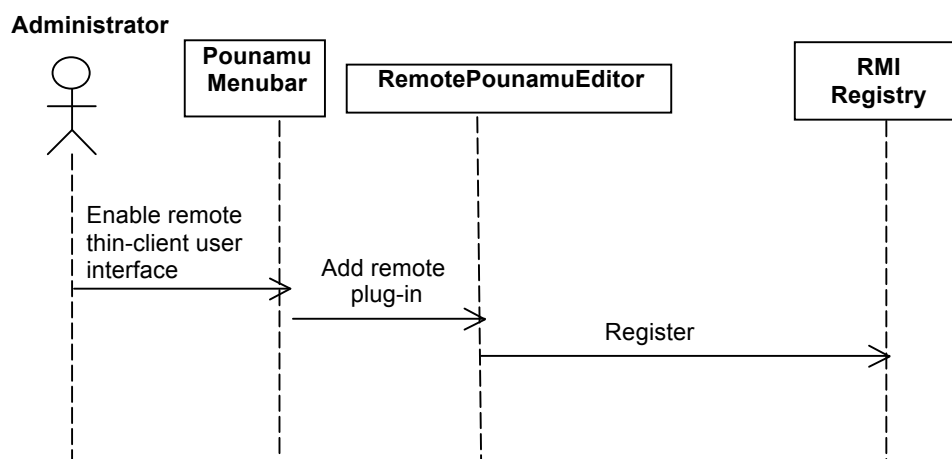 Administrator
Pounamu
Menubar
RemotePounamuEditor
RMI
Registry
Enable remote
thin-client user
interface
Add remote
plug-in
Register